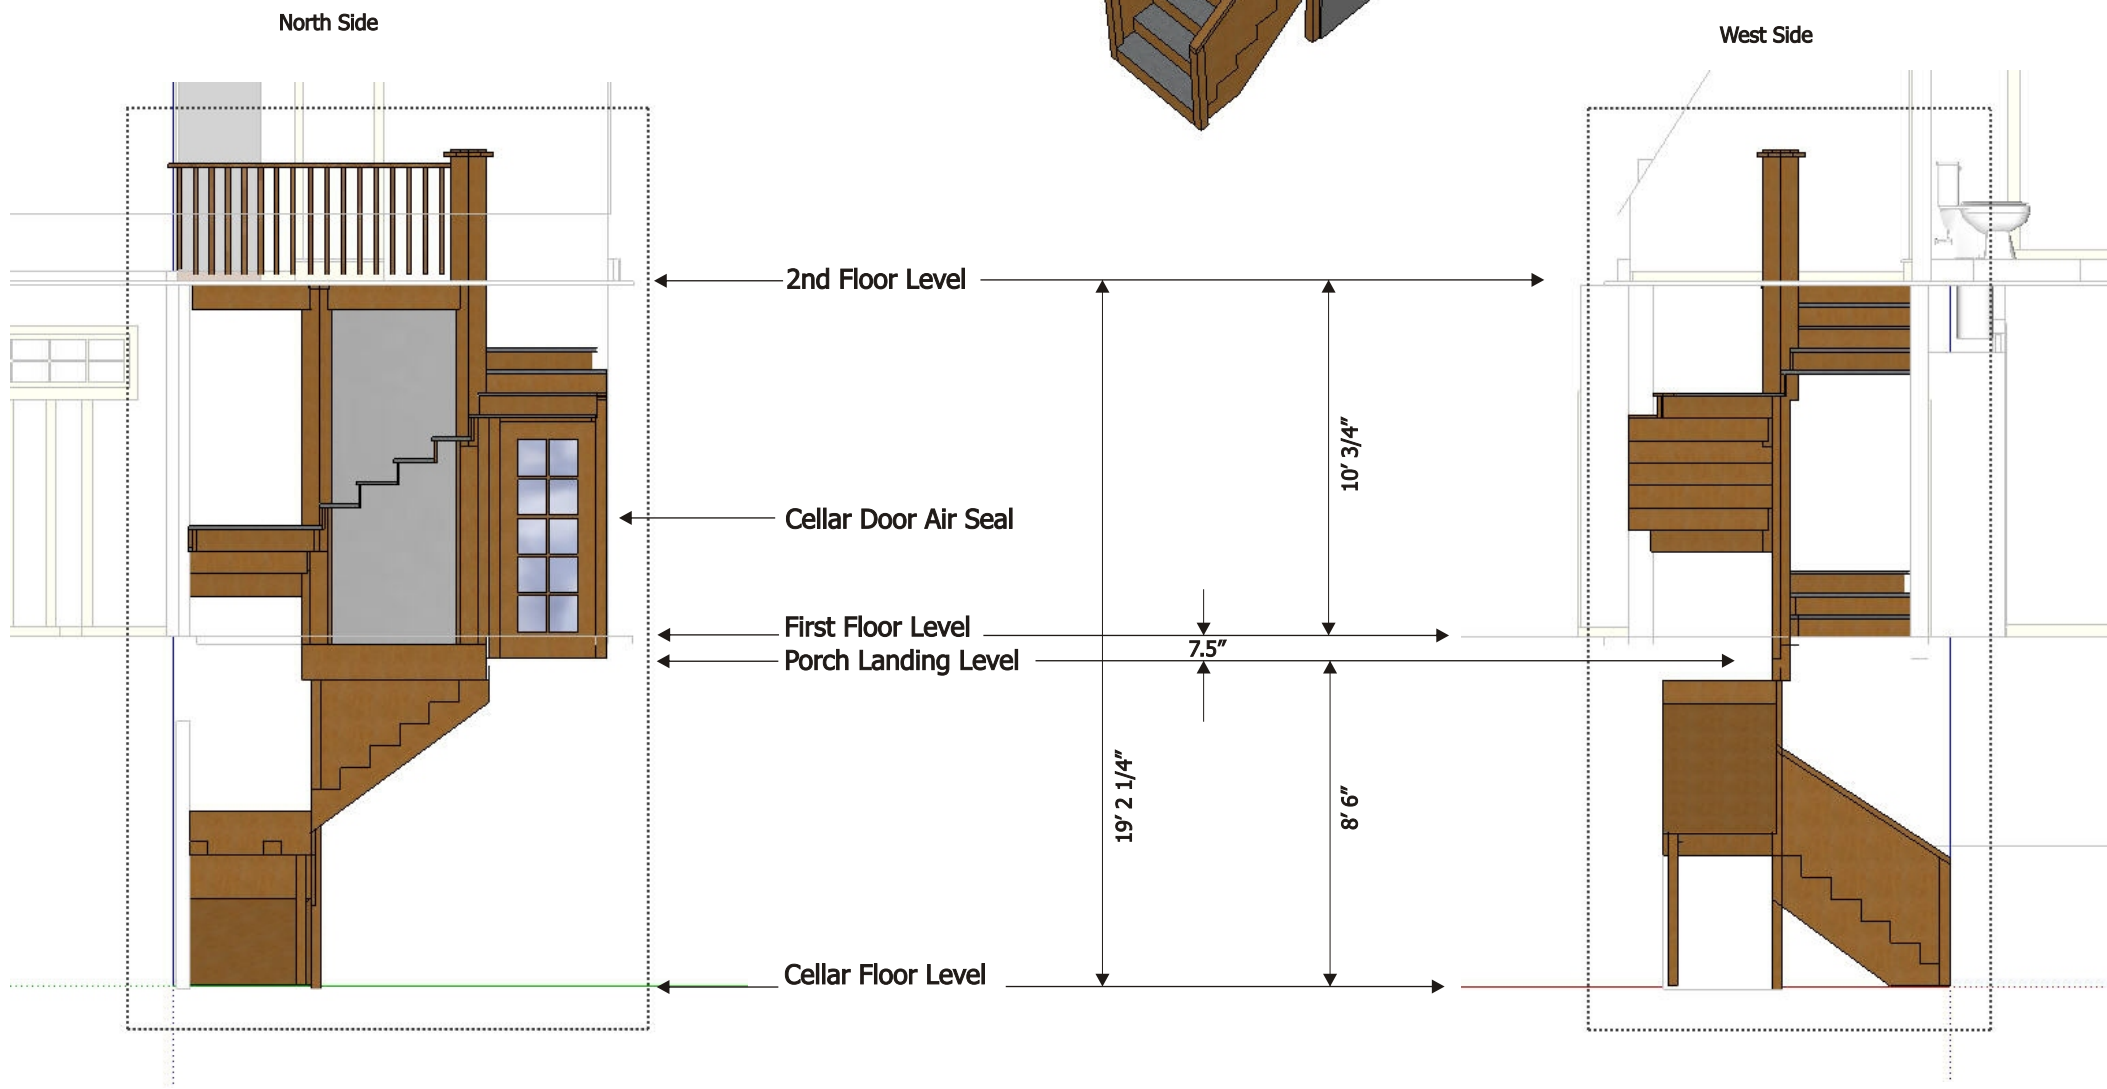 North Side
West Side
2nd Floor Level
10' 3/4"
Cellar Door Air Seal
First Floor Level
7.5"
Porch Landing Level
19' 2 1/4"
8' 6"
Cellar Floor Level